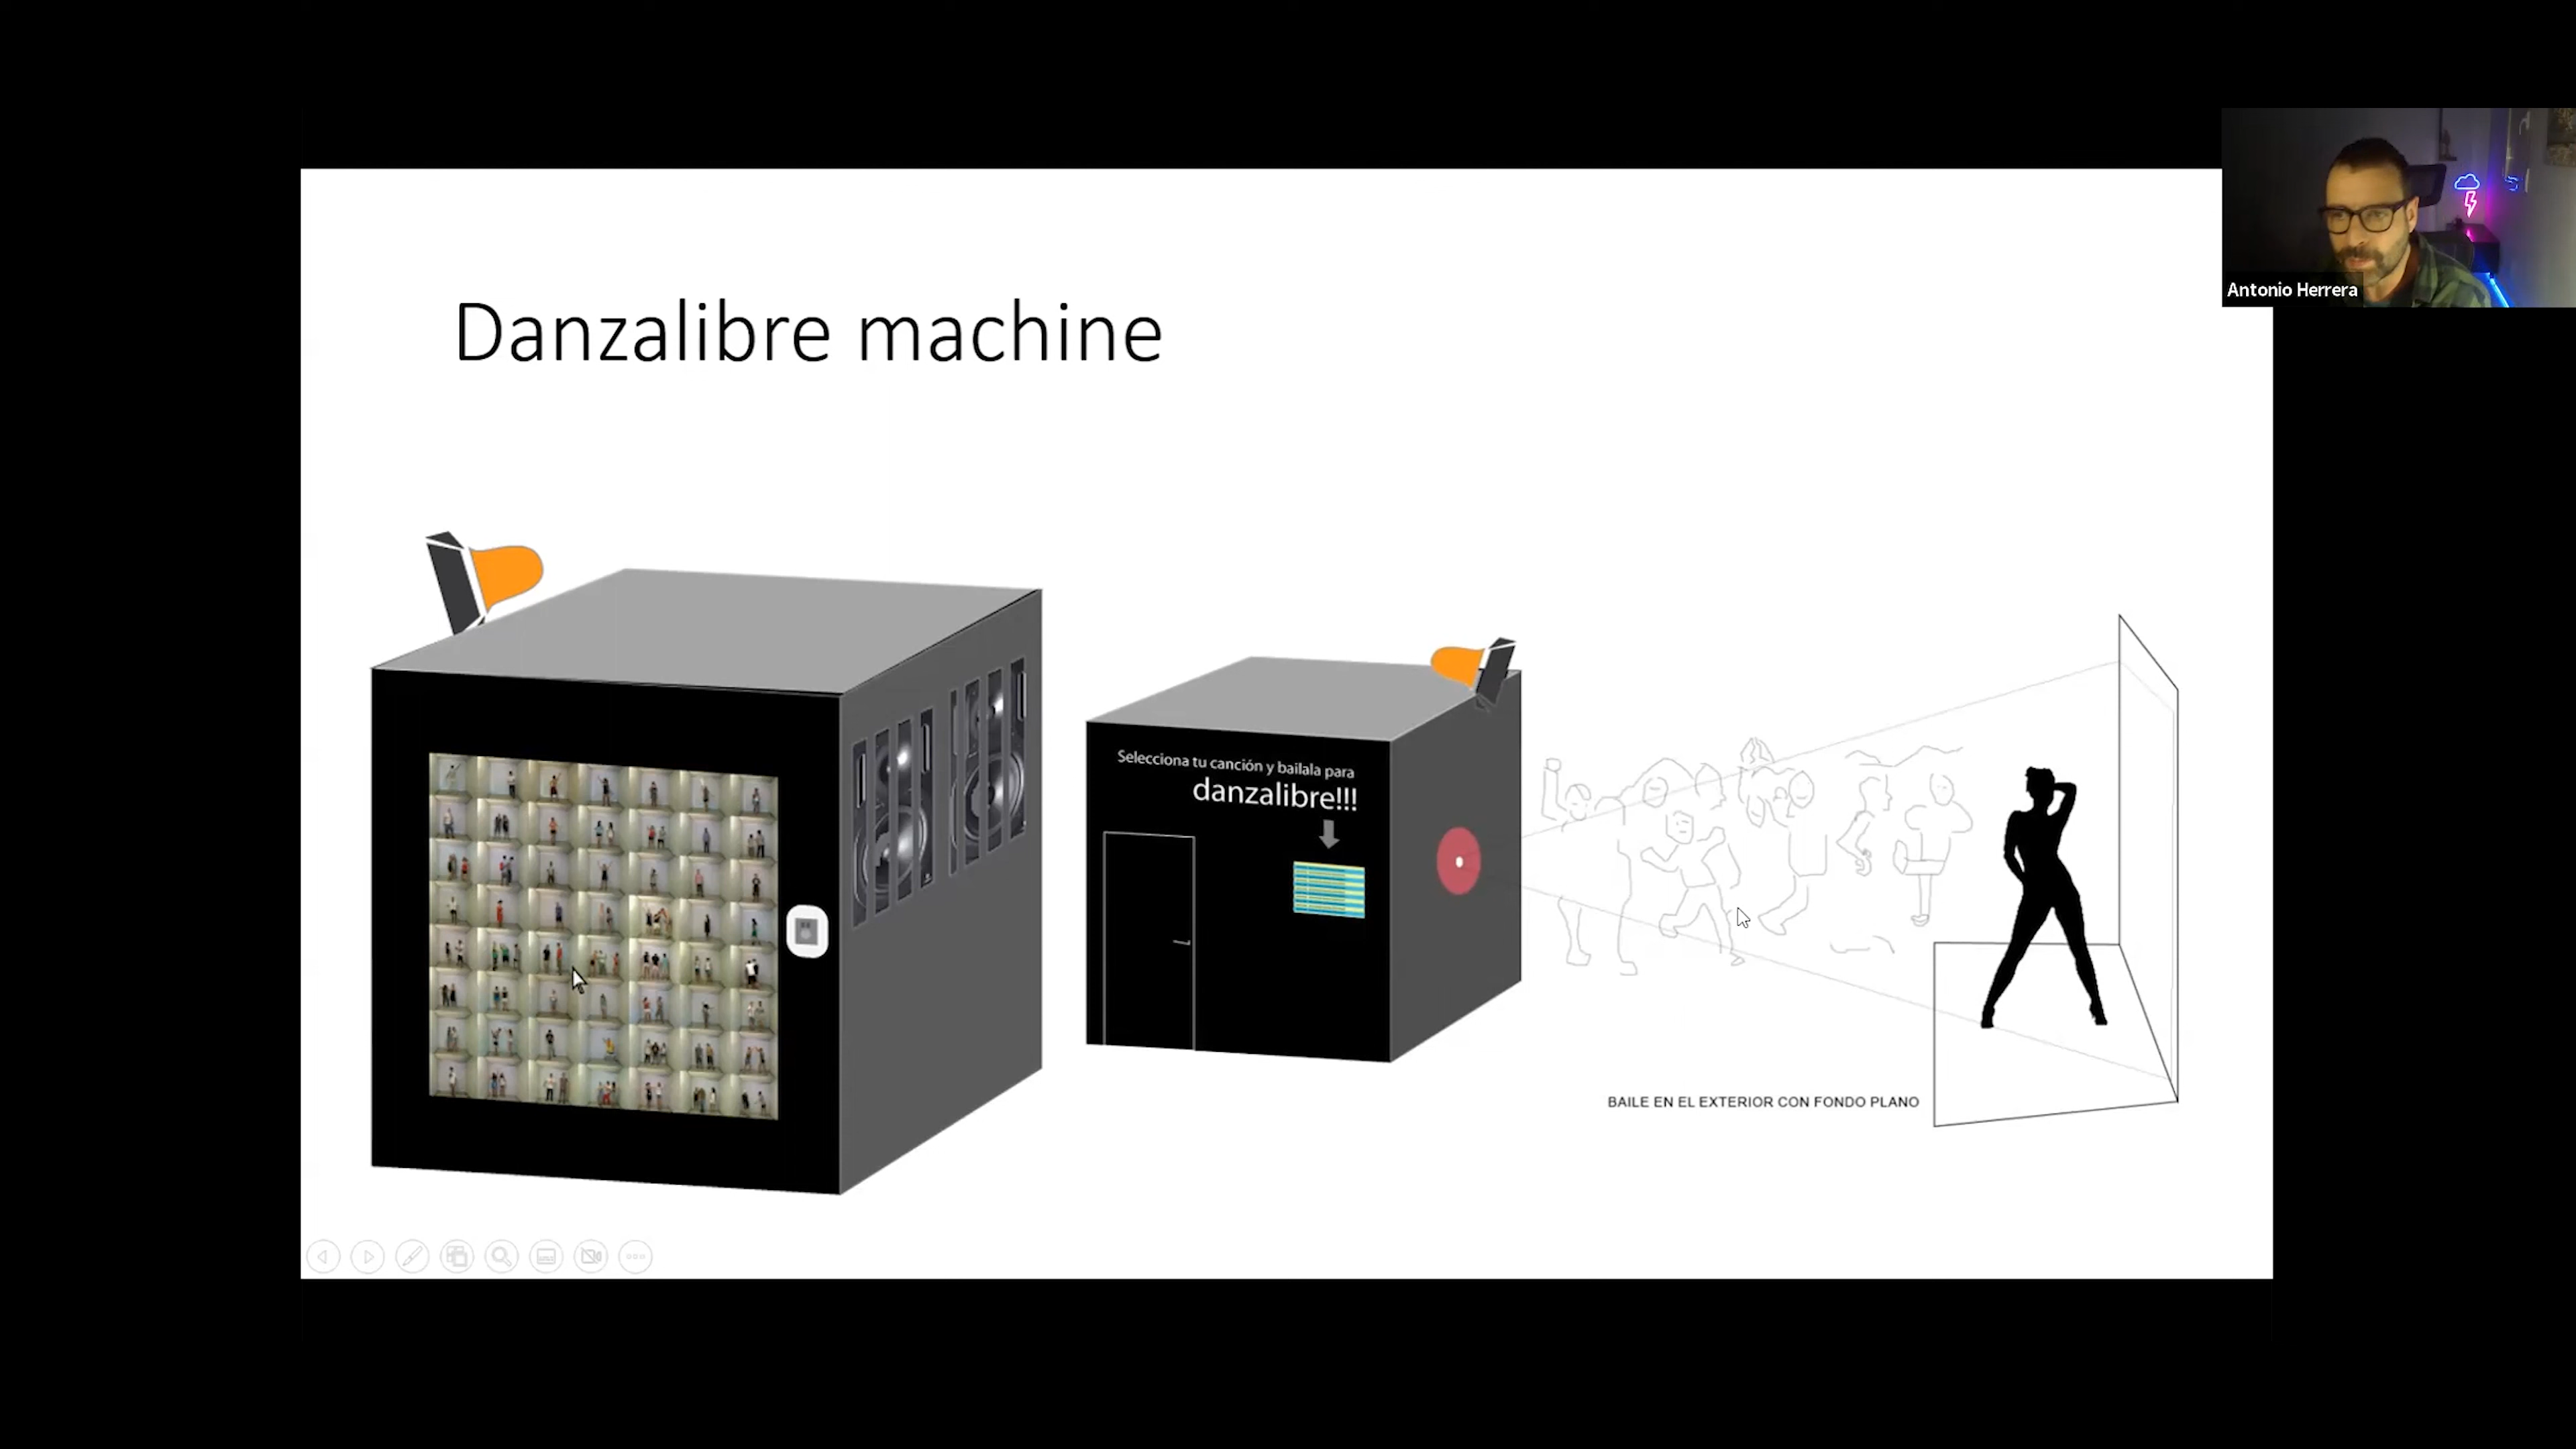 Antonio Herrera
Danzalibre machine
Selecciona tu canción y bailala para
danzalibre!!!
BAILE EN EL EXTERIOR CON FONDO PLANO